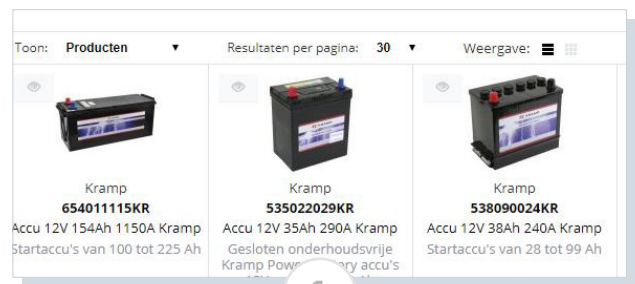 Toon: Producten ▼ Resultaten per pagina: 30 ▼ Weergave:
Kramp Kramp Kramp
654011115KR 535022029KR 538090024KR
Accu 12V 154Ah 1150A Kramp Accu 12V 35Ah 290A Kramp Accu 12V 38Ah 240A Kramp
Startaccu's van 100 tot 225 Ah Gesloten onderhoudsvrije Startaccu's van 28 tot 99 Ah
Kramp accu's